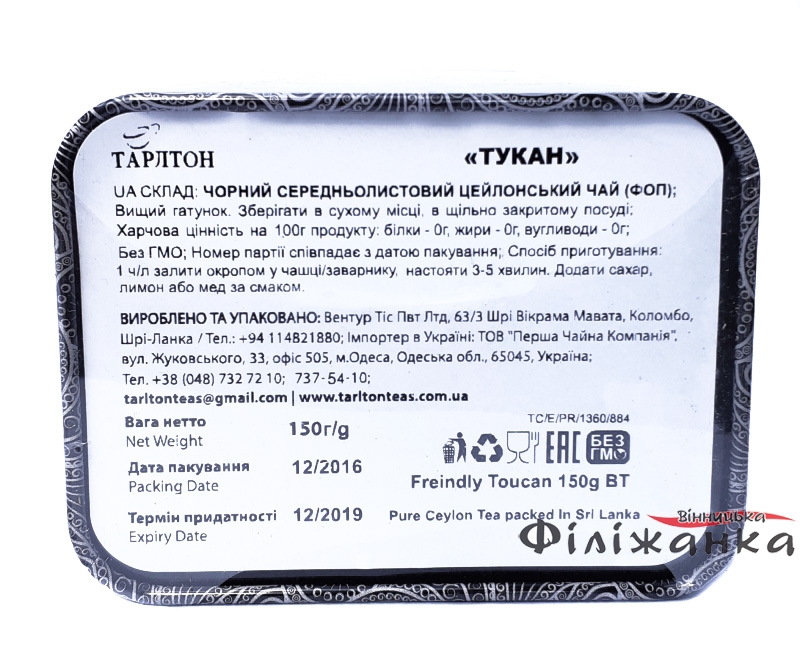 ТАРЛТОН
«ТУКАН»
UA СКЛАД: ЧОРНИЙ СЕРЕДНЬОЛИСТОВИЙ ЦЕЙЛОНСЬКИЙ ЧАЙ (ФОП);
Вищий гатунок. Зберігати в сухому місці, в щільно закритому посуді;
Харчова цінність на 100г продукту: білки - 0г, жири - 0г, вугливоди - 0г;
Без ГМО; Номер партії співпадає з датою пакування; Спосіб приготування:
1 ч/л залити окропом у чашці/заварнику, настояти 3-5 хвилин. Додати сахар,
лимон або мед за смаком.
ВИРОБЛЕНО ТА УПАКОВАНО: Вентур Тіс Пвт Лтд, 63/3 Шрі Вікрама Мавата, Коломбо,
Шрі-Ланка / Тел.: +94 114821880; Імпортер в Україні: ТОВ "Перша Чайна Компанія",
вул. Жуковського, 33, офіс 505, м.Одеса, Одеська обл., 65045, Україна;
Тел. +38 (048) 732 72 10; 737-54-10;
tarltonteas@gmail.com | www.tarltonteas.com.ua
Вага нетто
Net Weight
150г/g
TC/E/PR/1360/884
EAC
БЕЗ
ГМО
Дата пакування
Packing Date
12/2016
Freindly Toucan 150g BT
Термін придатності
Expiry Date
12/2019
Pure Ceylon Tea packed In Sri Lanka
Вінницька
Філіжанка